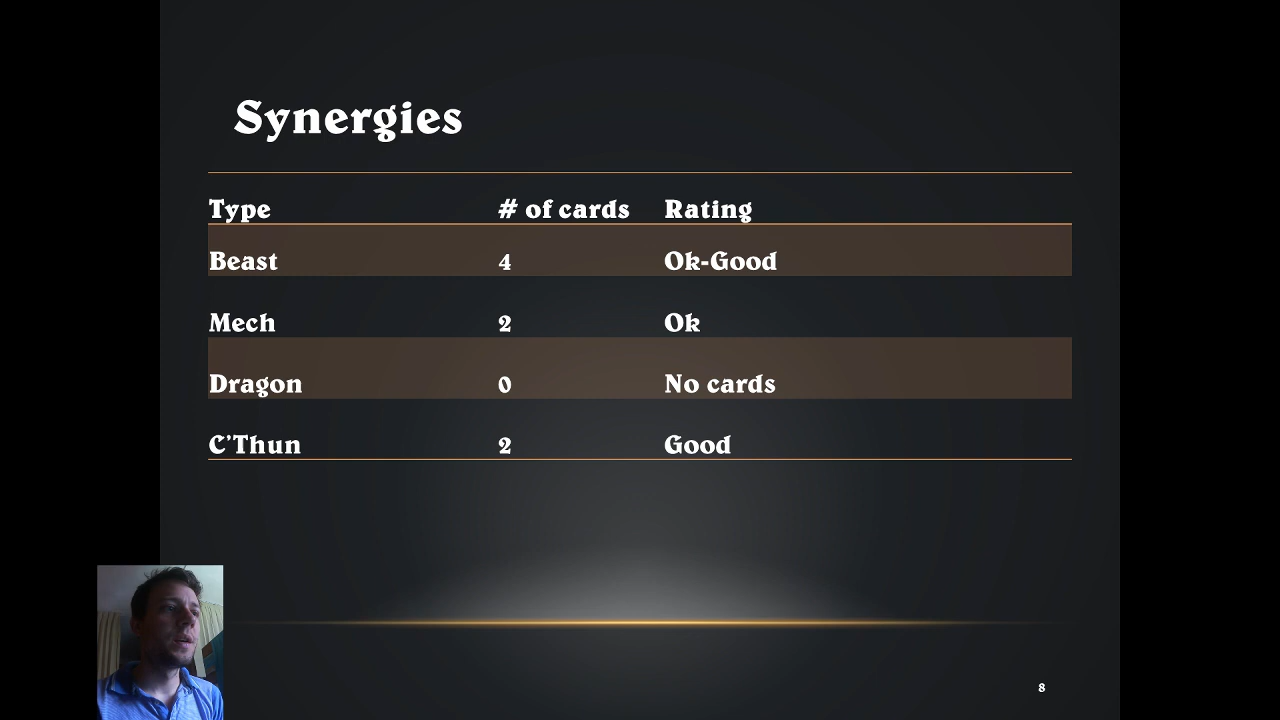 Synergies
Type # of cards Rating
Beast 4 Ok-Good
Mech 2 Ok
Dragon 0 No cards
C’Thun 2 Good
8